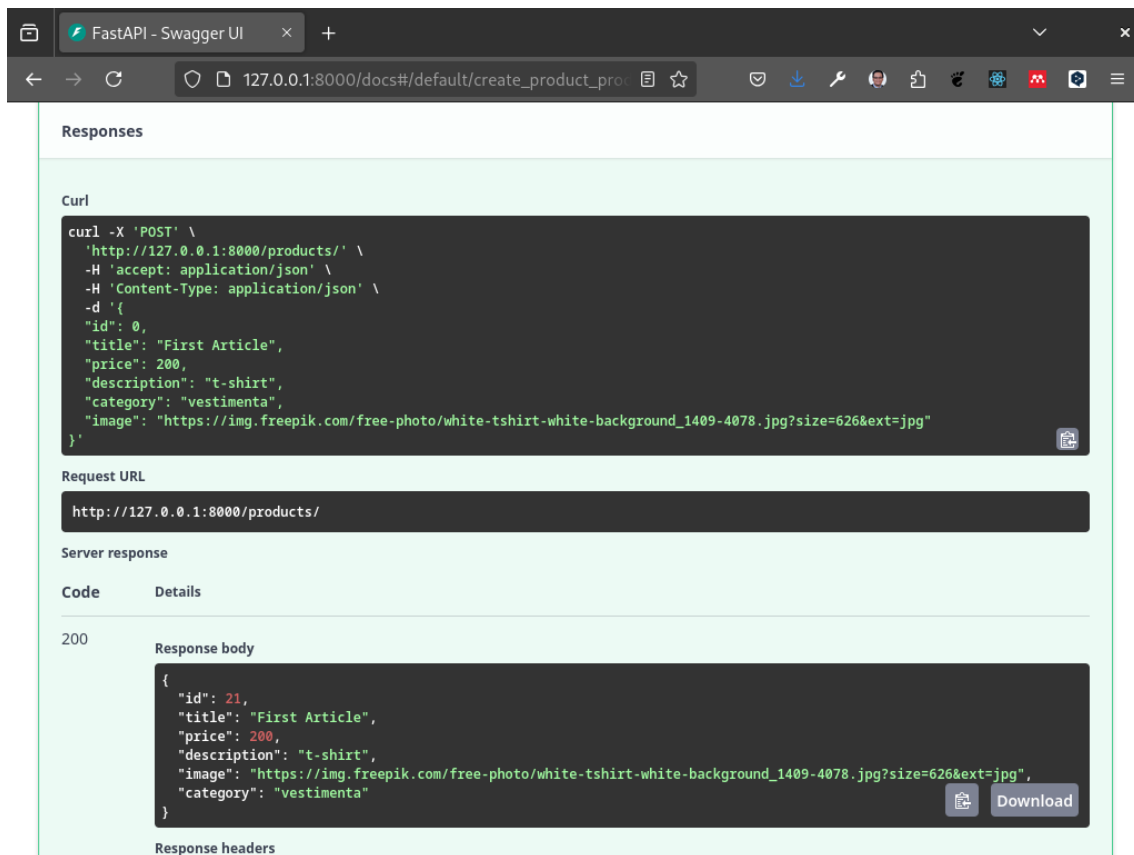 FastAPI - Swagger UI
127.0.0.1:8000/docs#/default/create_product_pro
Responses
Curl
curl -X 'POST' \
  'http://127.0.0.1:8000/products/' \
  -H 'accept: application/json' \
  -H 'Content-Type: application/json' \
  -d '{
  "id": 0,
  "title": "First Article",
  "price": 200,
  "description": "t-shirt",
  "category": "vestimenta",
  "image": "https://img.freepik.com/free-photo/white-tshirt-white-background_1409-4078.jpg?size=626&ext=jpg"
}'
Request URL
http://127.0.0.1:8000/products/
Server response
Code Details
200
Response body
{
  "id": 21,
  "title": "First Article",
  "price": 200,
  "description": "t-shirt",
  "image": "https://img.freepik.com/free-photo/white-tshirt-white-background_1409-4078.jpg?size=626&ext=jpg",
  "category": "vestimenta"
}
Download
Response headers